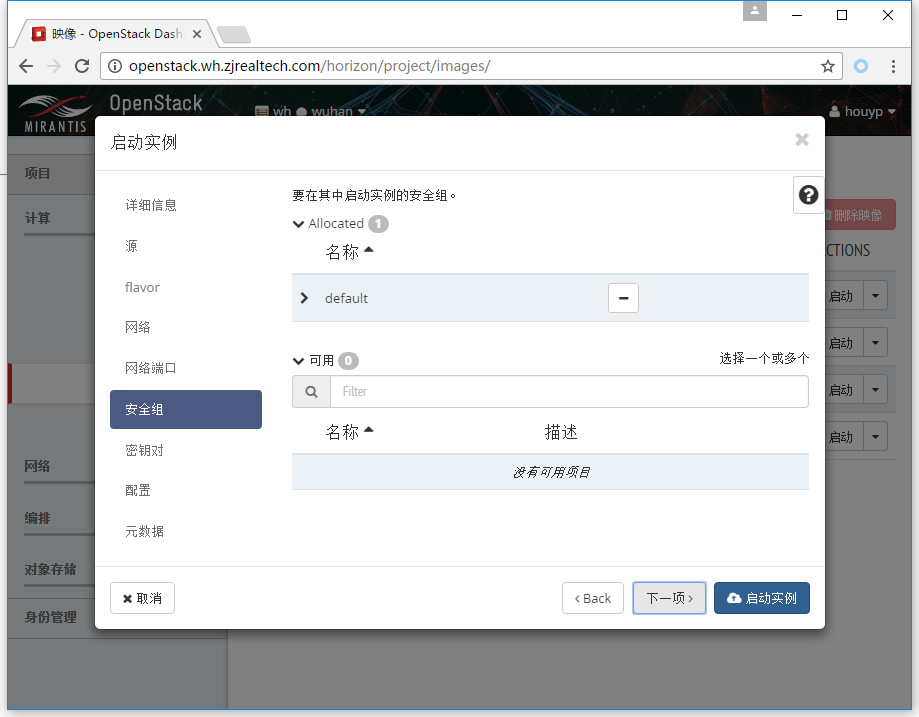 映像 - OpenStack Dash
openstack.wh.zjrealtech.com/horizon/project/images/
MIRANTIS
OpenStack
wh
wuhan
houyp
项目
计算
网络
编排
对象存储
身份管理
删除映像
CTIONS
启动
启动
启动
启动
启动实例
详细信息
源
flavor
网络
网络端口
安全组
密钥对
配置
元数据
要在其中启动实例的安全组。
Allocated 1
名称
default
可用 0
选择一个或多个
Filter
名称 描述
没有可用项目
取消
< Back
下一项 >
启动实例